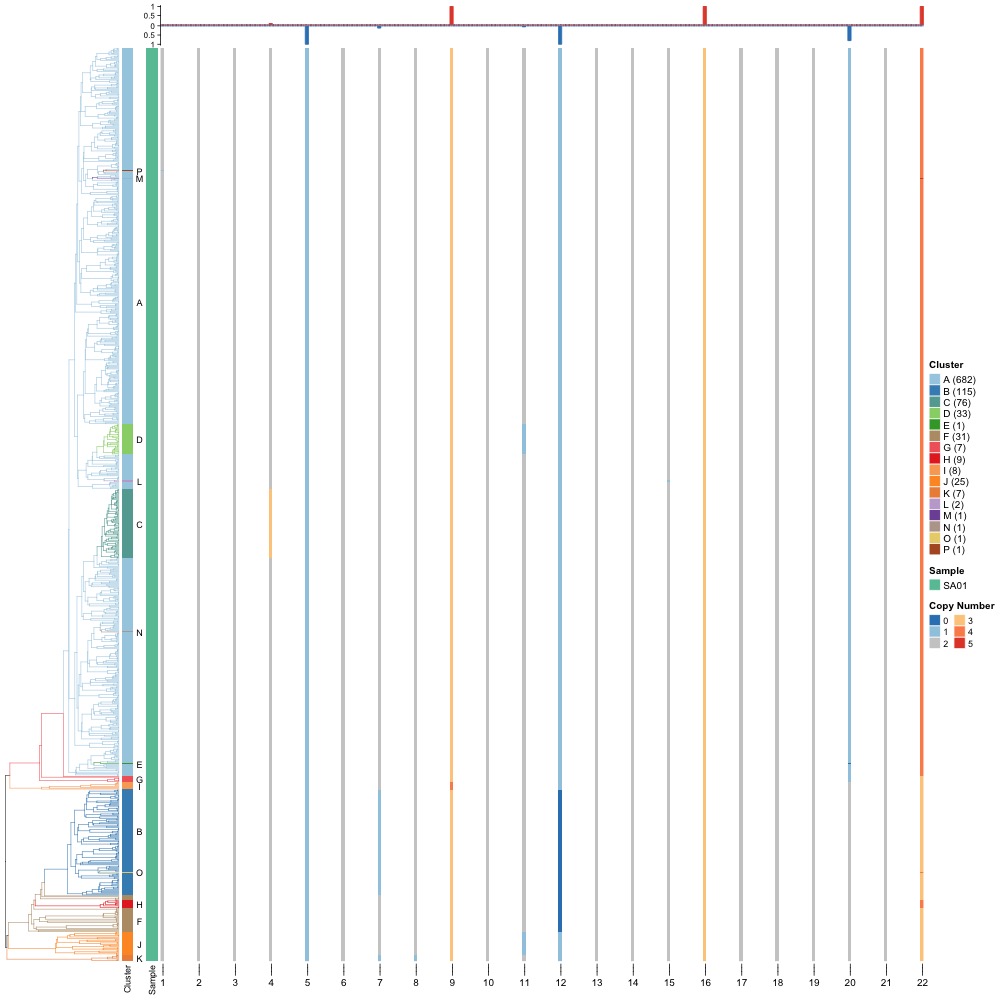 1
0.5
0
0.5
1
P
M
A
D
L
C
N
E
G
I
B
O
H
F
J
K
Cluster
A (682)
B (115)
C (76)
D (33)
E (1)
F (31)
G (7)
H (9)
I (8)
J (25)
K (7)
L (2)
M (1)
N (1)
O (1)
P (1)
Sample
SA01
Copy Number
0 3
1 4
2 5
Cluster
Sample
1 2 3 4 5 6 7 8 9 10 11 12 13 14 15 16 17 18 19 20 21 22